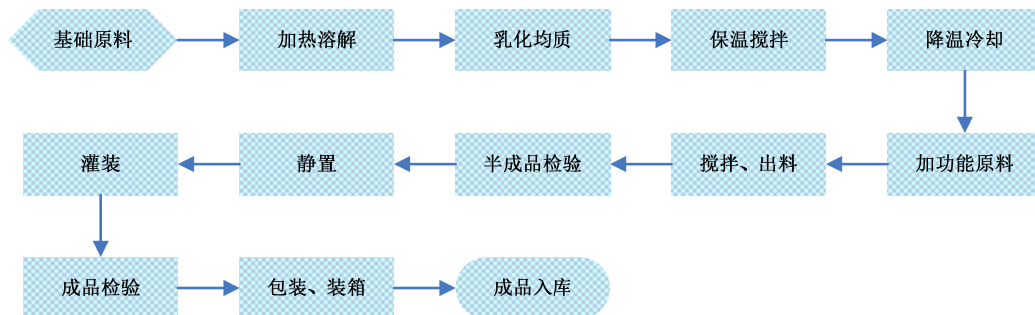 基础原料
加热溶解
乳化均质
保温搅拌
降温冷却
加功能原料
搅拌、出料
半成品检验
静置
灌装
成品检验
包装、装箱
成品入库